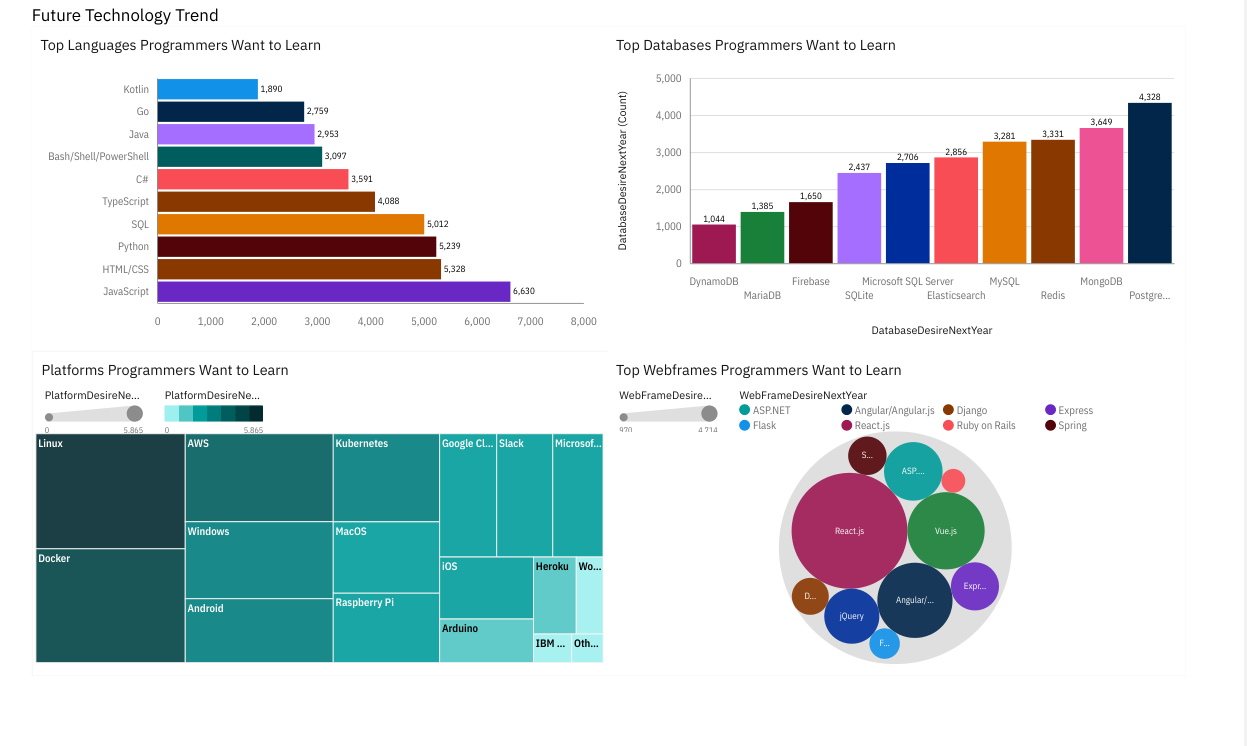 Future Technology Trend
Top Languages Programmers Want to Learn
Kotlin 1,890
Go 2,759
Java 2,953
Bash/Shell/PowerShell 3,097
C# 3,591
TypeScript 4,088
SQL 5,012
Python 5,239
HTML/CSS 5,328
JavaScript 6,630
0 1,000 2,000 3,000 4,000 5,000 6,000 7,000 8,000
Top Databases Programmers Want to Learn
DatabaseDesireNextYear (Count)
5,000
4,000
3,000
2,000
1,000
0
1,044 1,385 1,650 2,437 2,706 2,856 3,281 3,331 3,649 4,328
DynamoDB Firebase Microsoft SQL Server MySQL MongoDB
MariaDB SQLite Elasticsearch Redis Postgre...
DatabaseDesireNextYear
Platforms Programmers Want to Learn
PlatformDesireNe... PlatformDesireNe...
0 5,865 0 5,865
Linux AWS Kubernetes Google Cl... Slack Microsof...
Windows MacOS
Docker iOS Heroku Wo...
Android Raspberry Pi
Arduino
IBM ... Oth...
Top Webframes Programmers Want to Learn
WebFrameDesire... WebFrameDesireNextYear
ASP.NET Angular/Angular.js Django Express
Flask React.js Ruby on Rails Spring
970 4,714
S... ASP....
React.js Vue.js
D... Angular/... Expr...
jQuery
F...